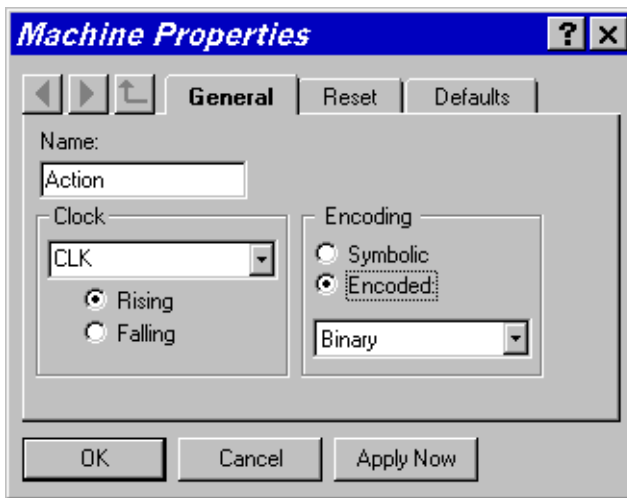 Machine Properties
General Reset Defaults
Name:
Action
Clock Encoding
CLK
Symbolic
Encoded:
Rising
Falling
Binary
OK Cancel Apply Now